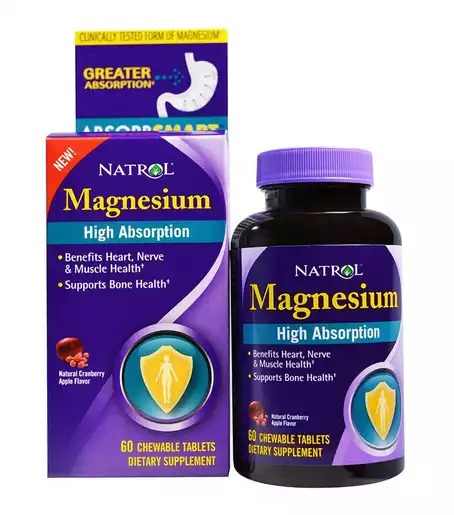 CLINICALLY TESTED FORM OF MAGNESIUM†
GREATER
ABSORPTION†
ABSORBSMART
NEW!
NATROL
Magnesium
High Absorption
• Benefits Heart, Nerve
& Muscle Health†
• Supports Bone Health†
Natural Cranberry
Apple Flavor
60 CHEWABLE TABLETS
DIETARY SUPPLEMENT
NATROL
Magnesium
High Absorption
• Benefits Heart, Nerve
& Muscle Health†
• Supports Bone Health†
Natural Cranberry
Apple Flavor
60 CHEWABLE TABLETS
DIETARY SUPPLEMENT